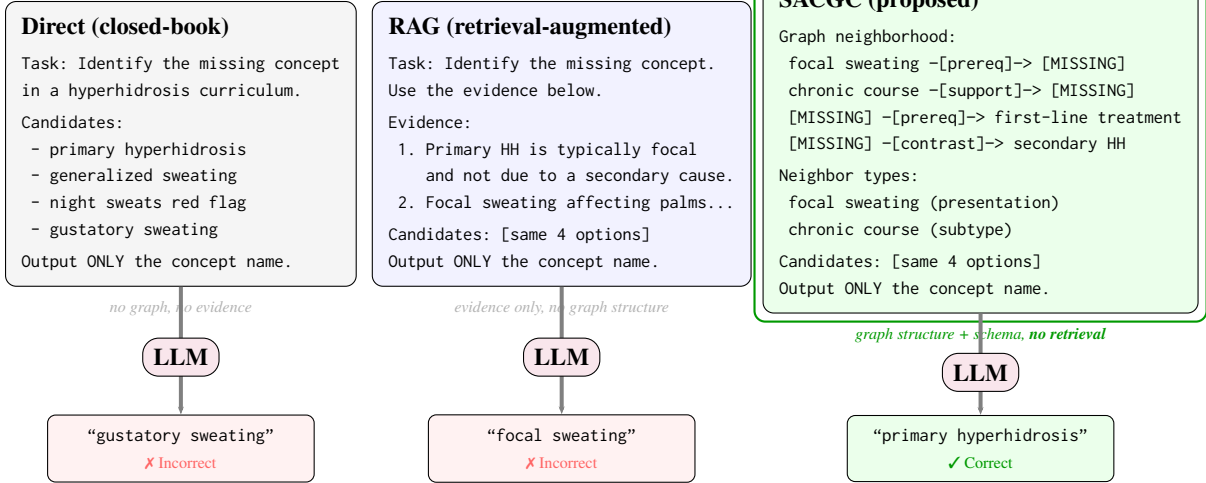 Direct (closed-book)
Task: Identify the missing concept
in a hyperhidrosis curriculum.
Candidates:
– primary hyperhidrosis
– generalized sweating
– night sweats red flag
– gustatory sweating
Output ONLY the concept name.
no graph, no evidence
LLM
“gustatory sweating”
✗ Incorrect
RAG (retrieval-augmented)
Task: Identify the missing concept.
Use the evidence below.
Evidence:
1. Primary HH is typically focal
and not due to a secondary cause.
2. Focal sweating affecting palms...
Candidates: [same 4 options]
Output ONLY the concept name.
evidence only, no graph structure
LLM
“focal sweating”
✗ Incorrect
SACGC (proposed)
Graph neighborhood:
focal sweating –[prereq]–> [MISSING]
chronic course –[support]–> [MISSING]
[MISSING] –[prereq]–> first-line treatment
[MISSING] –[contrast]–> secondary HH
Neighbor types:
focal sweating (presentation)
chronic course (subtype)
Candidates: [same 4 options]
Output ONLY the concept name.
graph structure + schema, no retrieval
LLM
“primary hyperhidrosis”
✓ Correct